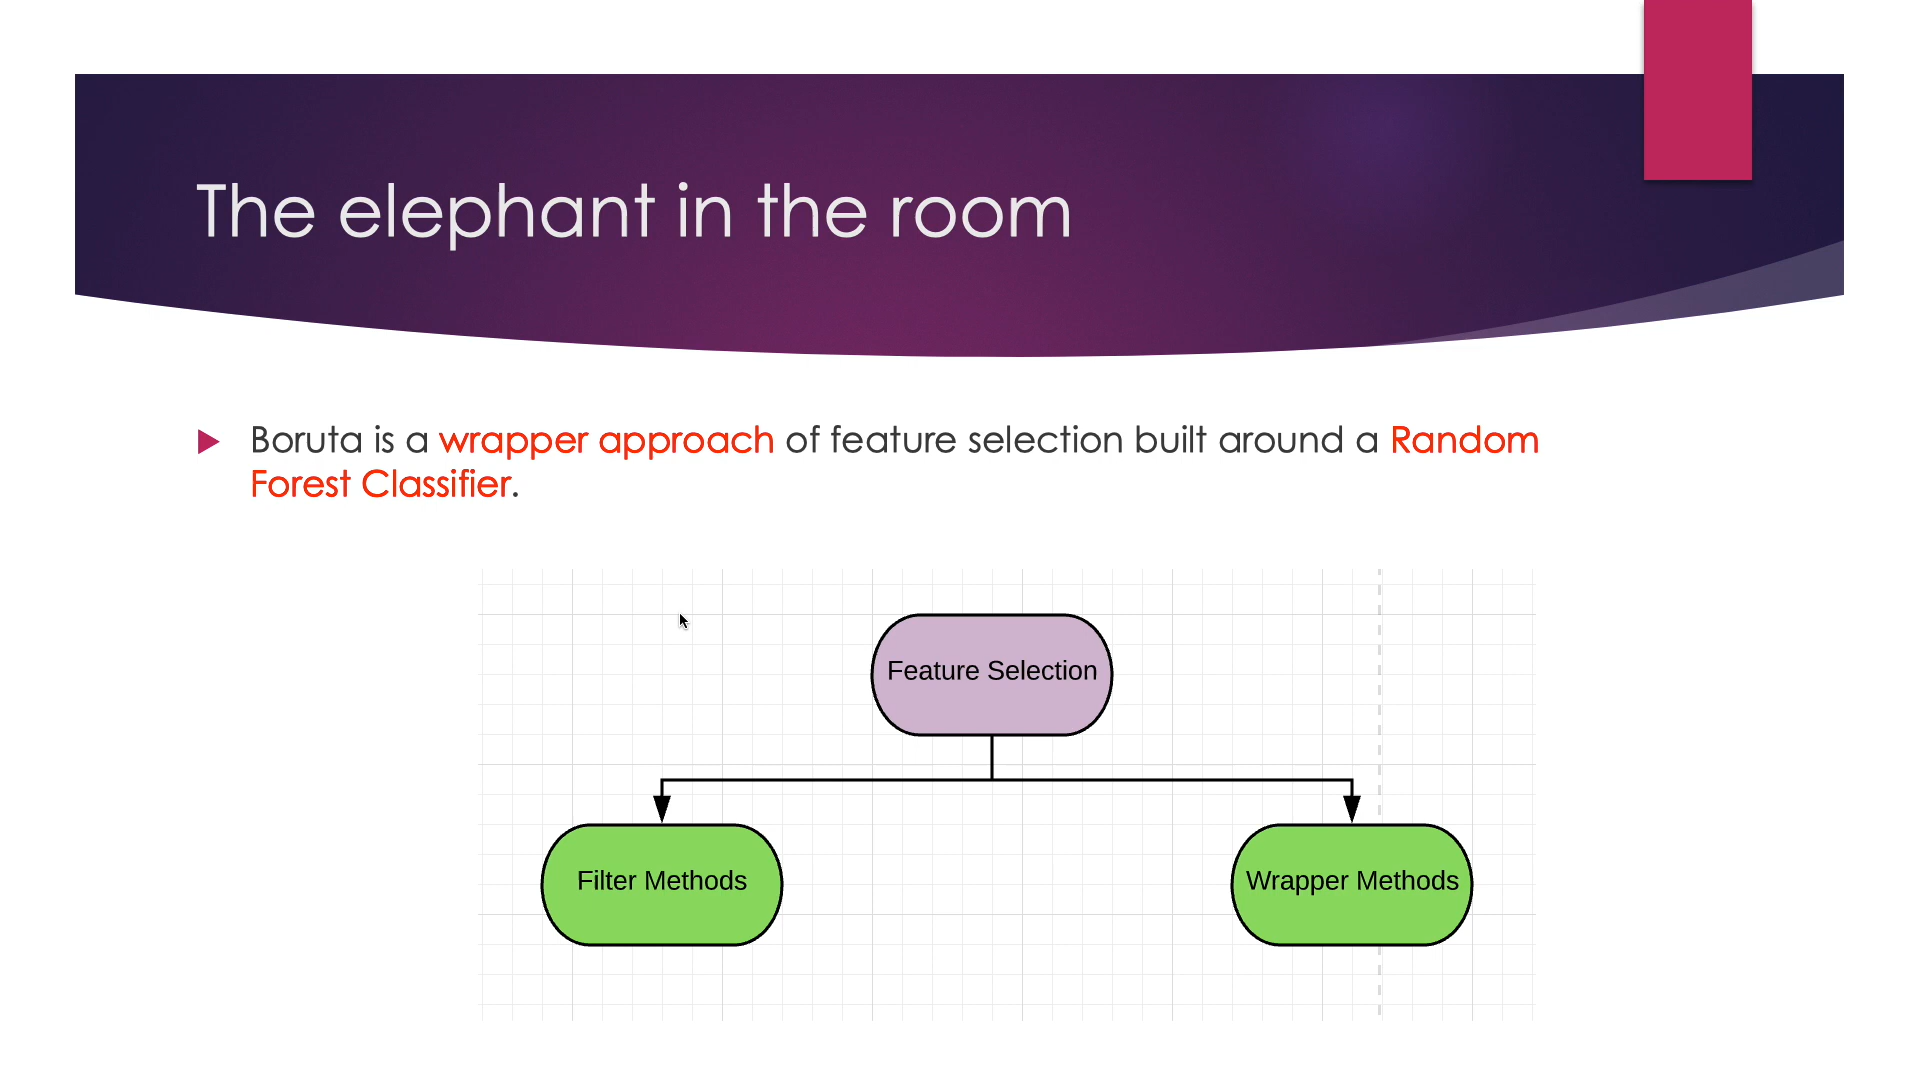 The elephant in the room
Boruta is a wrapper approach of feature selection built around a Random
Forest Classifier.
Feature Selection
Filter Methods
Wrapper Methods